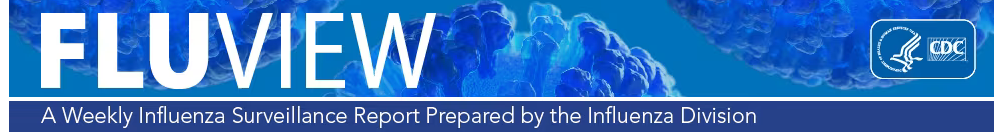 FLUVIEW
CDC
A Weekly Influenza Surveillance Report Prepared by the Influenza Division